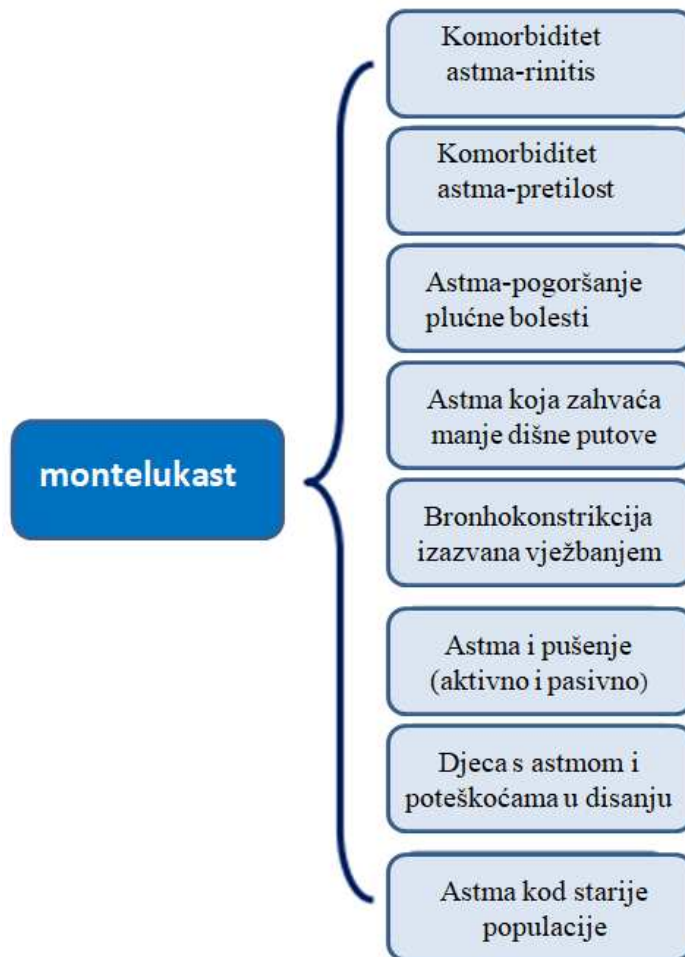 Komorbiditet
astma-rinitis
Komorbiditet
astma-pretilost
Astma-pogoršanje
plućne bolesti
Astma koja zahvaća
manje dišne putove
montelukast
Bronhokonstrikcija
izazvana vježbanjem
Astma i pušenje
(aktivno i pasivno)
Djeca s astmom i
poteškoćama u disanju
Astma kod starije
populacije